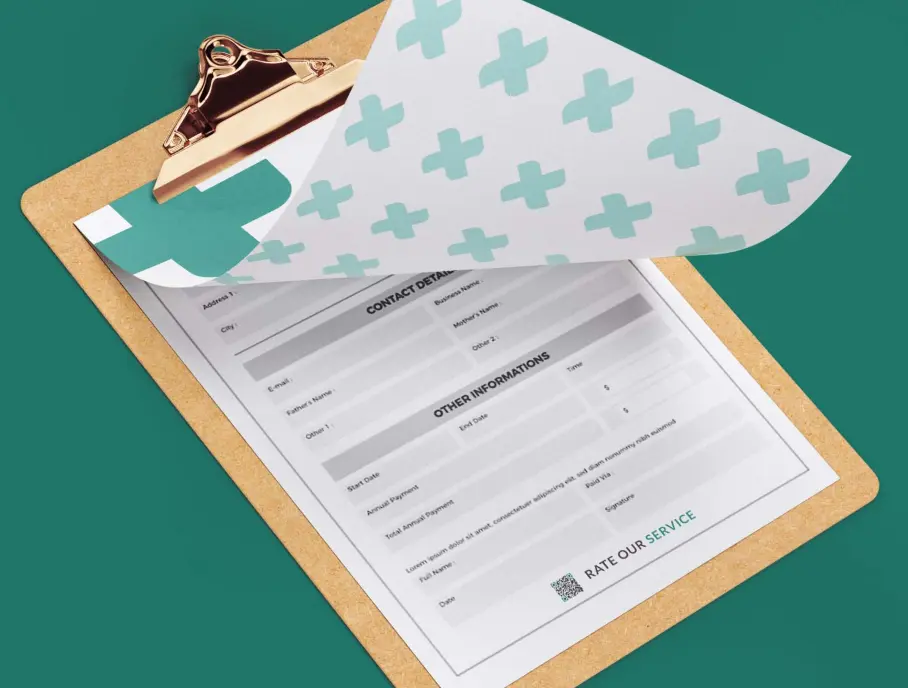 Address 1 :
City :
CONTACT DETAIL
Business Name :
E-mail :
Mother's Name :
Father's Name :
Other 2 :
Other 1 :
OTHER INFORMATIONS
Start Date
End Date
Time
Annual Payment
$
Total Annual Payment
$
Lorem ipsum dolor sit amet, consectetuer adipiscing elit, sed diam nonummy nibh euismod
Full Name :
Paid Via :
Date
Signature
RATE OUR SERVICE